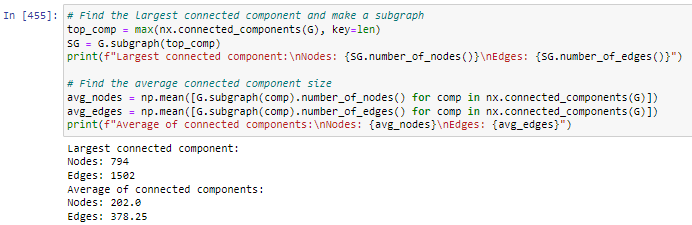 In [455]:
# Find the Largest connected component and make a subgraph
top_comp = max(nx.connected_components(G), key=len)
SG = G.subgraph(top_comp)
print(f"Largest connected component:\nNodes: {SG.number_of_nodes()}\nEdges: {SG.number_of_edges()}")
# Find the average connected component size
avg_nodes = np.mean([G.subgraph(comp).number_of_nodes() for comp in nx.connected_components(G)])
avg_edges = np.mean([G.subgraph(comp).number_of_edges() for comp in nx.connected_components(G)])
print(f"Average of connected components:\nNodes: {avg_nodes}\nEdges: {avg_edges}")
Largest connected component:
Nodes: 794
Edges: 1502
Average of connected components:
Nodes: 202.0
Edges: 378.25